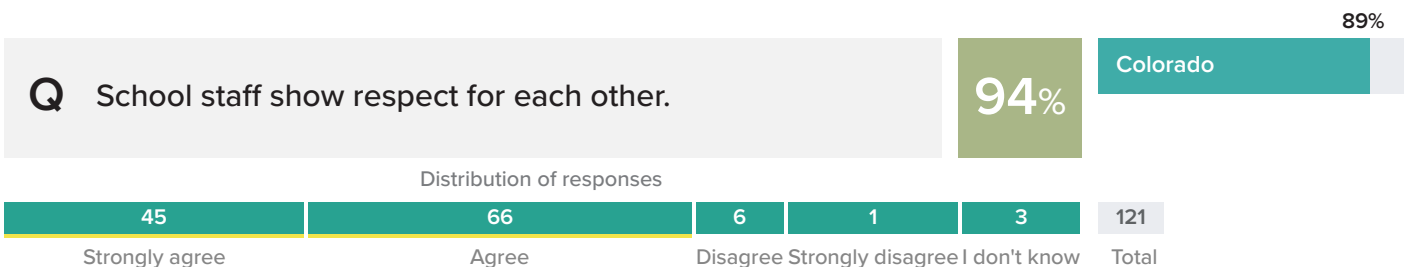 89%
Q School staff show respect for each other.
94%
Colorado
Distribution of responses
45 66 6 1 3 121
Strongly agree Agree Disagree Strongly disagree I don't know Total